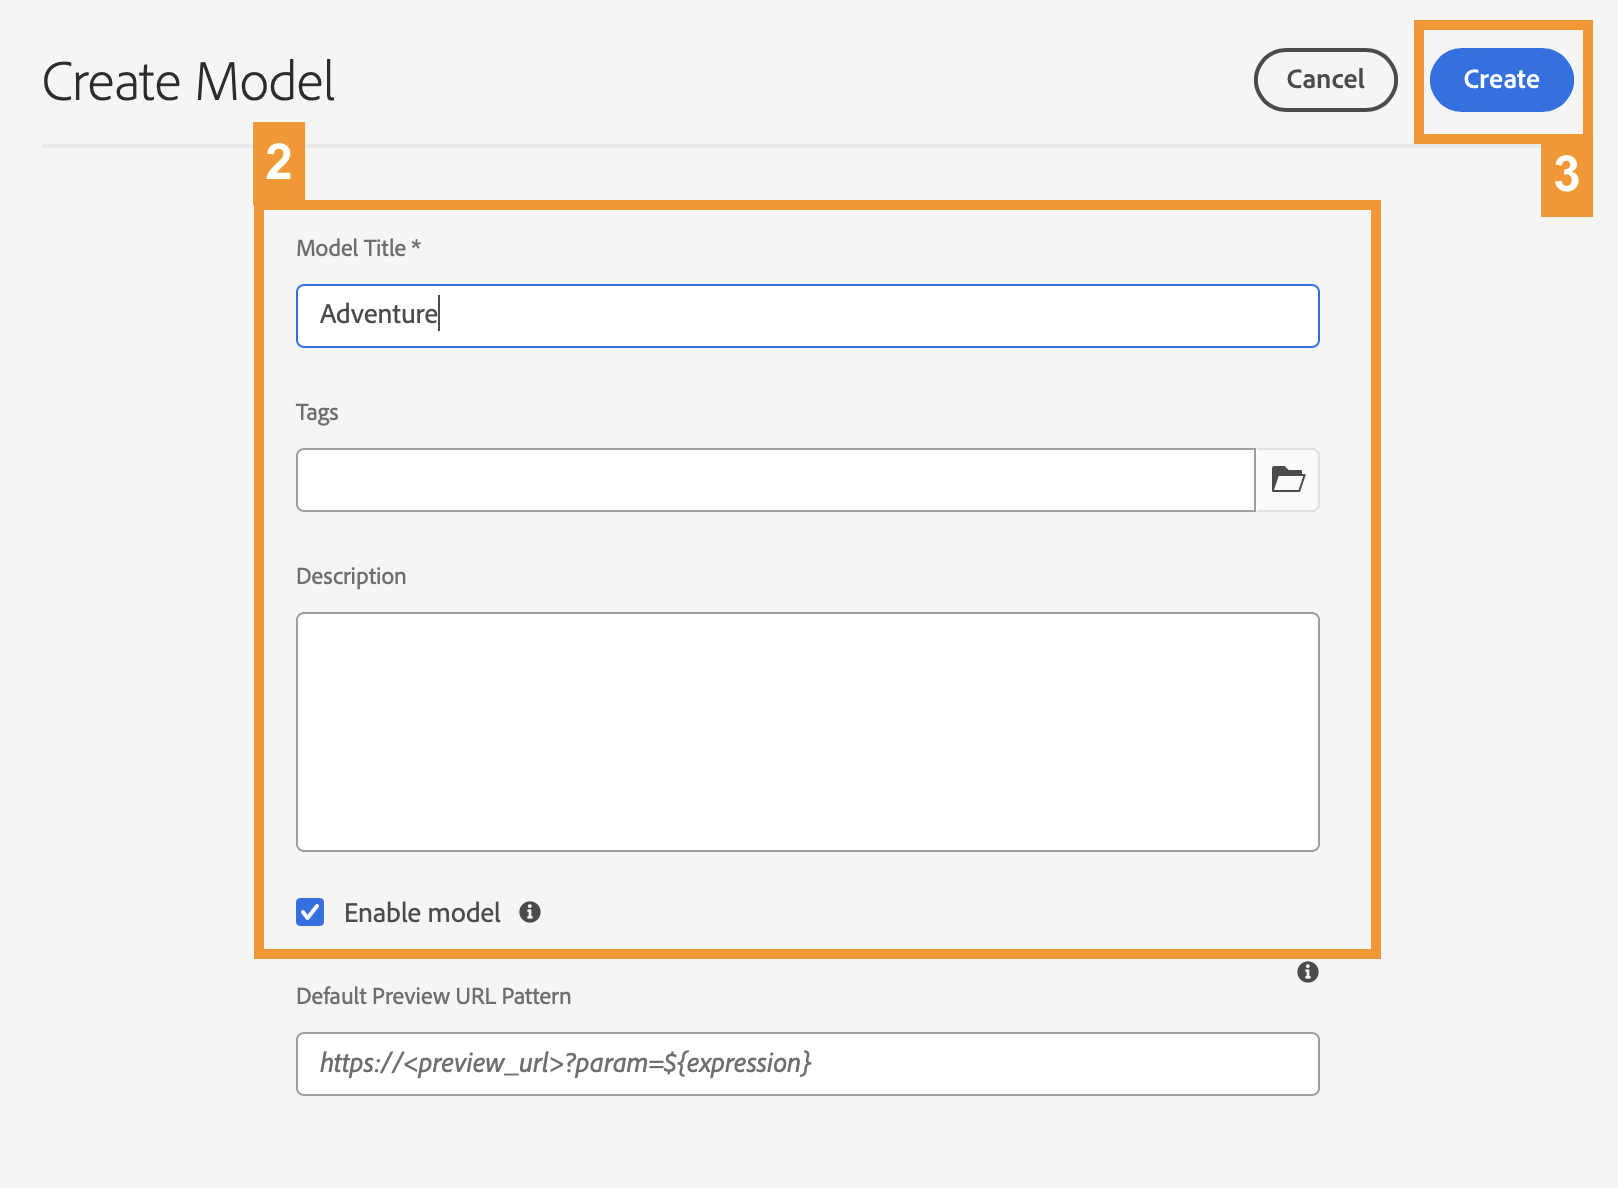 Create Model
Cancel
Create
2
3
Model Title *
Adventure
Tags
Description
Enable model
Default Preview URL Pattern
https://<preview_url>?param=${expression}